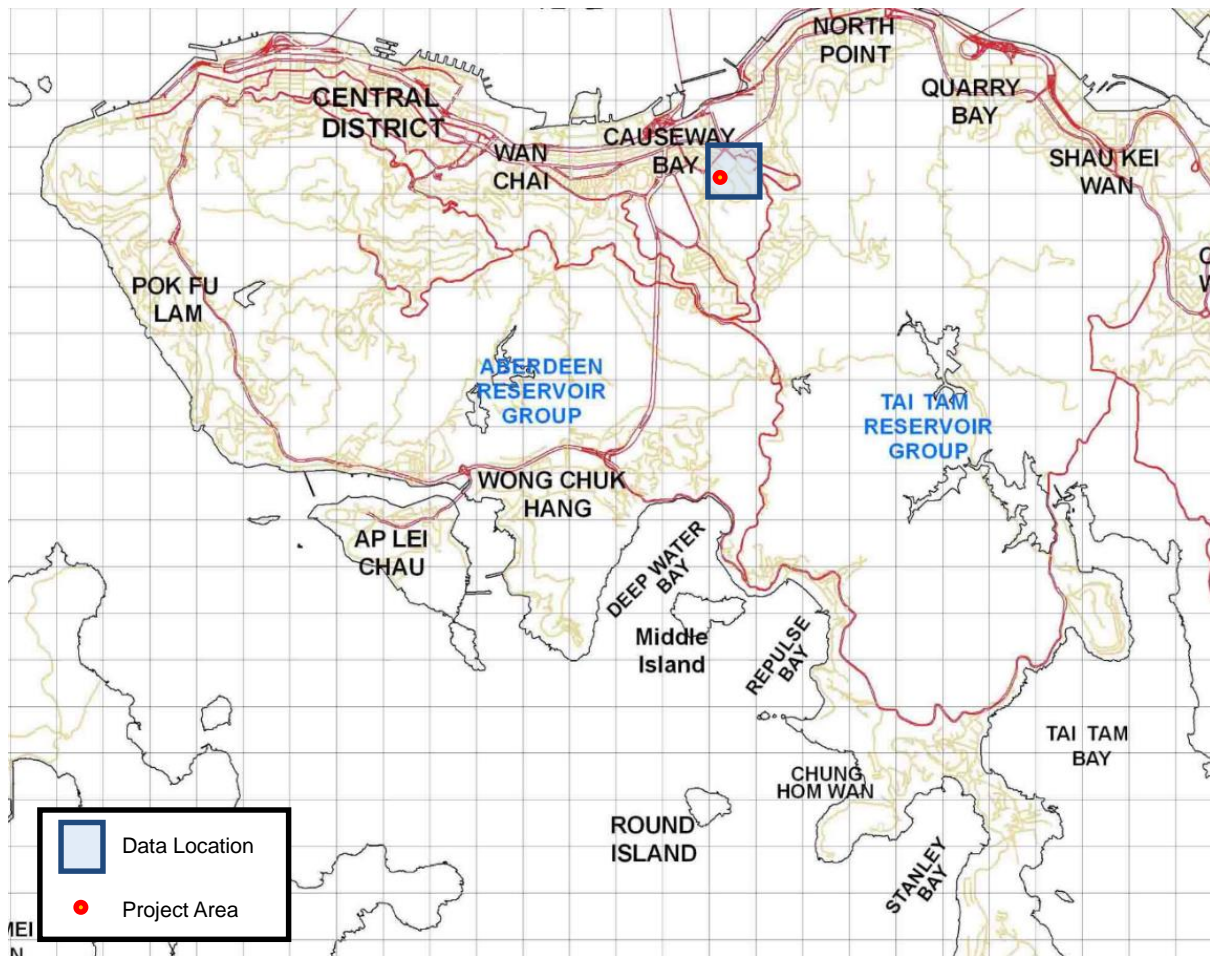 NORTH
POINT
CENTRAL
DISTRICT
QUARRY
BAY
CAUSEWAY
BAY
WAN
CHAI
SHAU KEI
WAN
POK FU
LAM
ABERDEEN
RESERVOIR
GROUP
TAI TAM
RESERVOIR
GROUP
WONG CHUK
HANG
AP LEI
CHAU
DEEP WATER
BAY
Middle
Island
REPULSE
BAY
TAI TAM
BAY
CHUNG
HOM WAN
ROUND
ISLAND
STANLEY
BAY
Data Location
Project Area